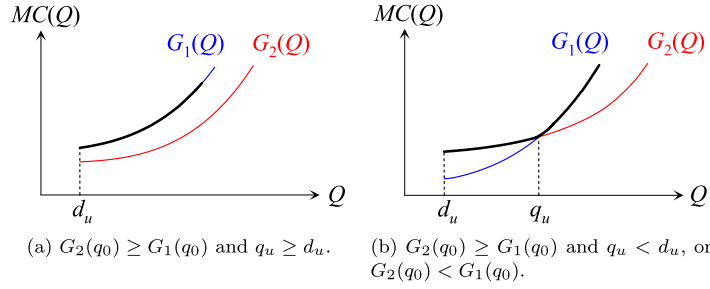 MC(Q)
G₁(Q)
G₂(Q)
Q
dᵤ
(a) G₂(q₀) ≥ G₁(q₀) and qᵤ ≥ dᵤ.
MC(Q)
G₁(Q)
G₂(Q)
Q
dᵤ
qᵤ
(b) G₂(q₀) ≥ G₁(q₀) and qᵤ < dᵤ, or
G₂(q₀) < G₁(q₀).